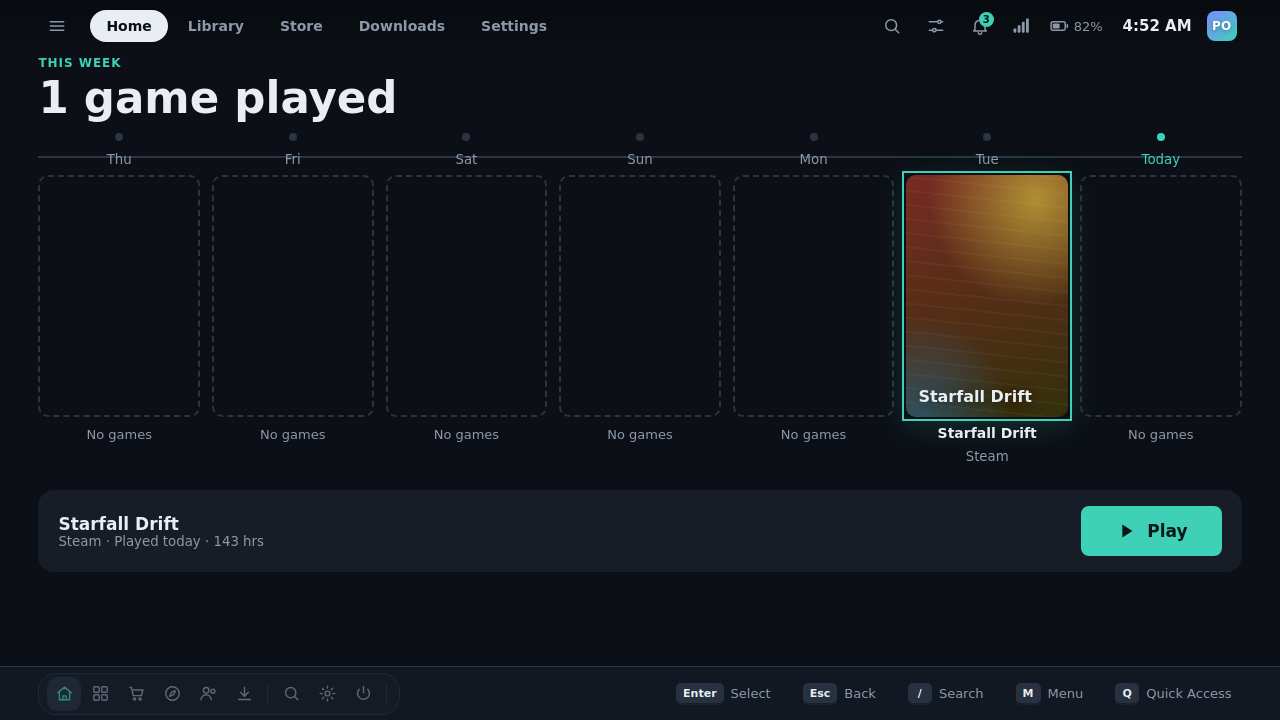 Home
Library
Store
Downloads
Settings
3
82%
4:52 AM
PO
THIS WEEK
1 game played
Thu
Fri
Sat
Sun
Mon
Tue
Today
Starfall Drift
No games
No games
No games
No games
No games
Starfall Drift
Steam
No games
Starfall Drift
Steam · Played today · 143 hrs
Play
Enter Select
Esc Back
/ Search
M Menu
Q Quick Access